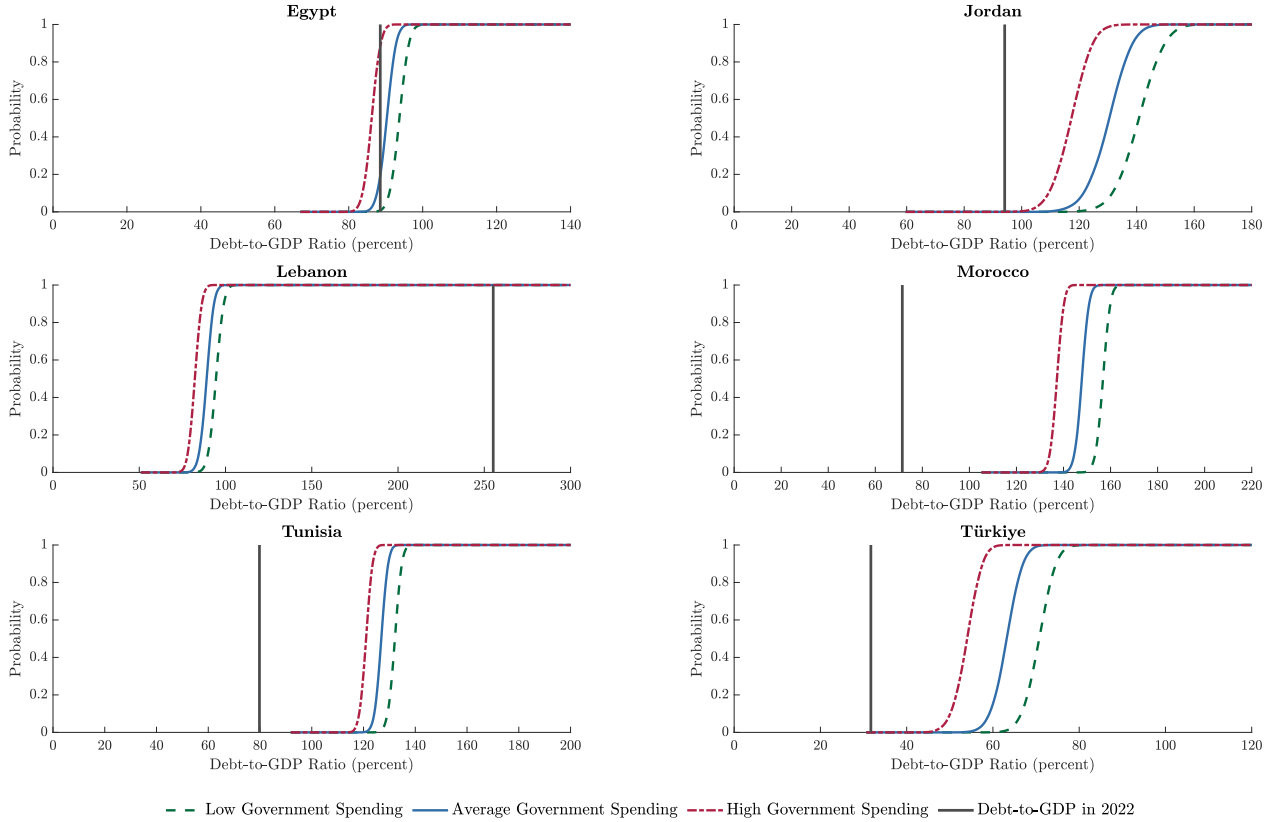 Egypt
Probability
1
0.8
0.6
0.4
0.2
0
0 20 40 60 80 100 120 140
Debt-to-GDP Ratio (percent)
Jordan
Probability
1
0.8
0.6
0.4
0.2
0
0 20 40 60 80 100 120 140 160 180
Debt-to-GDP Ratio (percent)
Lebanon
Probability
1
0.8
0.6
0.4
0.2
0
0 50 100 150 200 250 300
Debt-to-GDP Ratio (percent)
Morocco
Probability
1
0.8
0.6
0.4
0.2
0
0 20 40 60 80 100 120 140 160 180 200 220
Debt-to-GDP Ratio (percent)
Tunisia
Probability
1
0.8
0.6
0.4
0.2
0
0 20 40 60 80 100 120 140 160 180 200
Debt-to-GDP Ratio (percent)
Türkiye
Probability
1
0.8
0.6
0.4
0.2
0
0 20 40 60 80 100 120
Debt-to-GDP Ratio (percent)
Low Government Spending Average Government Spending High Government Spending Debt-to-GDP in 2022